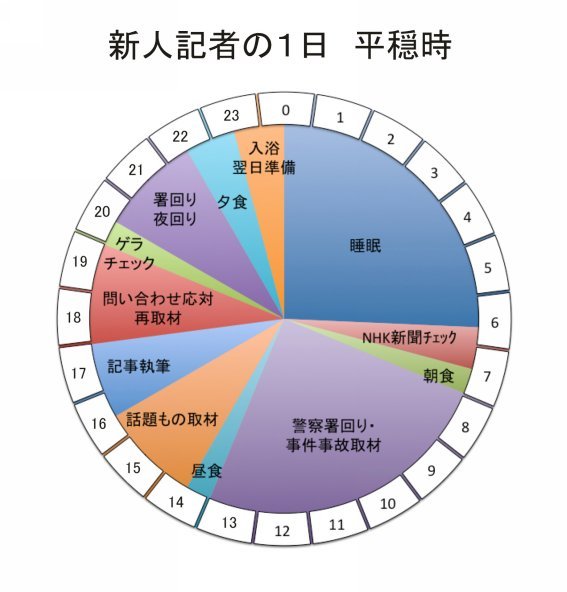 新人記者の１日　平穏時
0
1
2
3
4
5
6
7
8
9
10
11
12
13
14
15
16
17
18
19
20
21
22
23
睡眠
NHK新聞ﾁｪｯｸ
朝食
警察署回り・
事件事故取材
昼食
話題もの取材
記事執筆
問い合わせ応対
再取材
ゲラ
チェック
署回り
夜回り
夕食
入浴
翌日準備